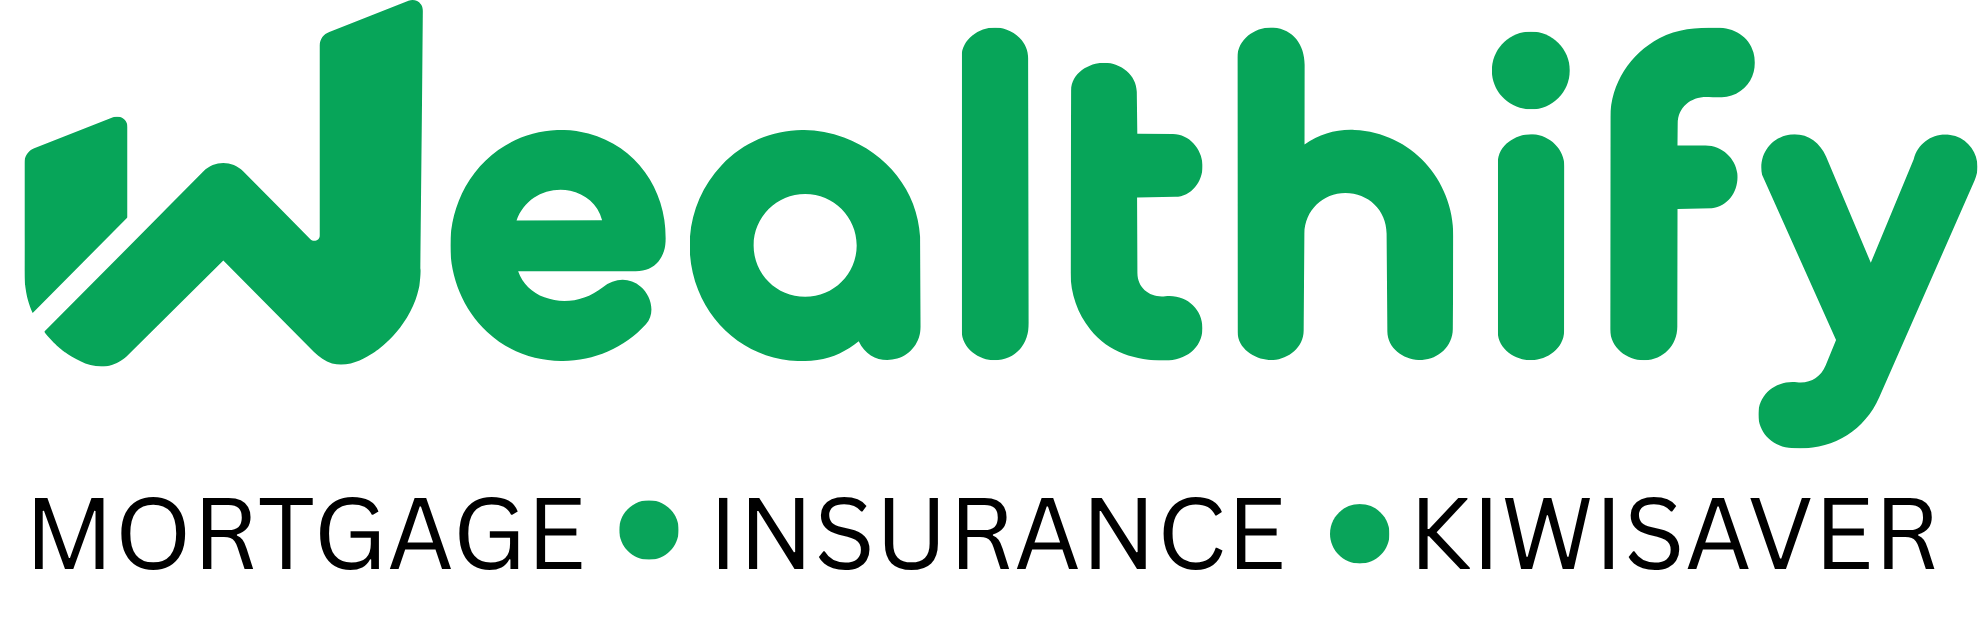 Wealthify
MORTGAGE ● INSURANCE ● KIWISAVER